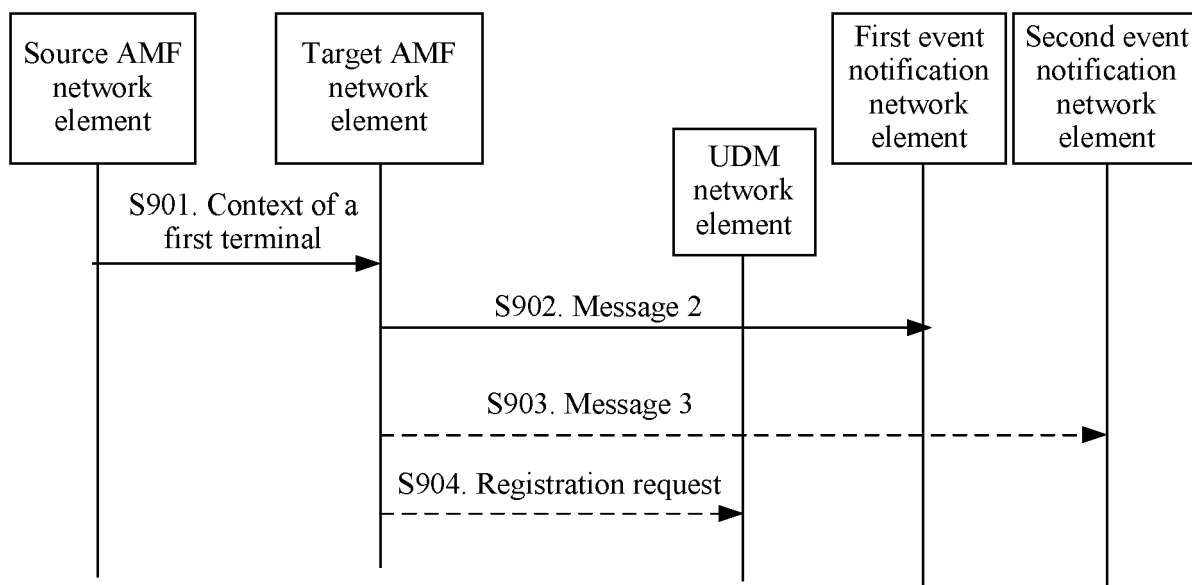 Source AMF
network
element
Target AMF
network
element
UDM
network
element
First event
notification
network
element
Second event
notification
network
element
S901. Context of a
first terminal
S902. Message 2
S903. Message 3
S904. Registration request